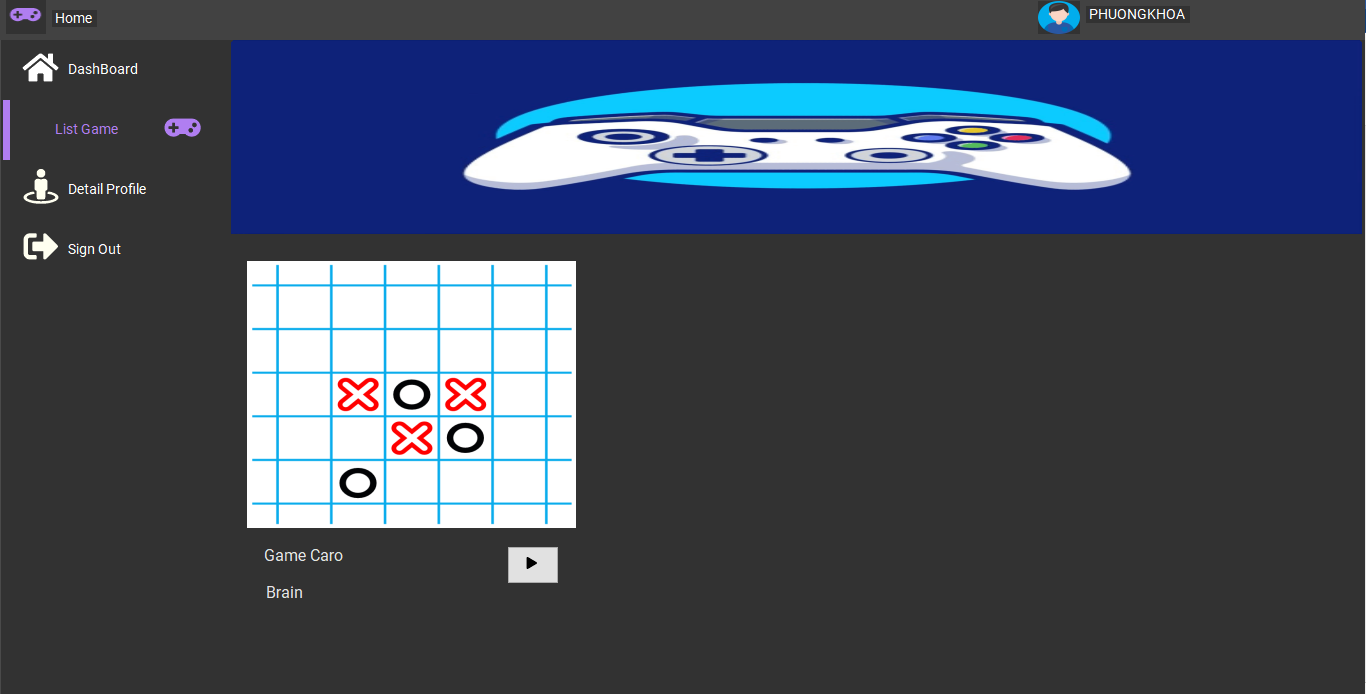 Home
PHUONGKHOA
DashBoard
List Game
Detail Profile
Sign Out
Game Caro
Brain